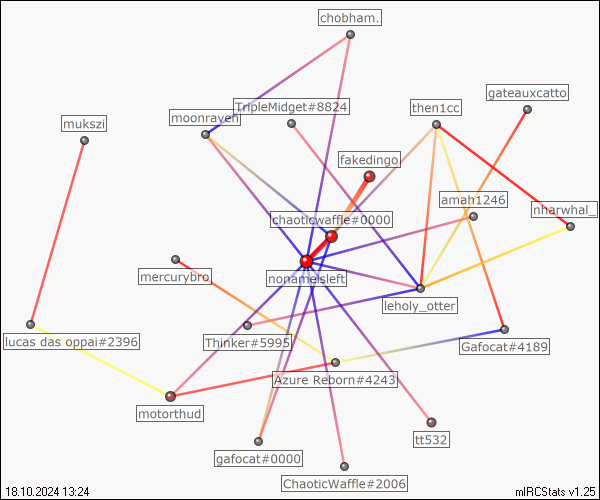 chobham.
gateauxcatto
TripleMidget#8824
then1cc
moonraven
mukszi
fakedingo
amah1246
nharwhal_
chaoticwaffle#0000
mercurybro.
nonameisleft
leholy_otter
lucas das oppai#2396
Thinker#5995
Gafocat#4189
Azure Reborn#4243
motorthud
tt532
gafocat#0000
ChaoticWaffle#2006
18.10.2024 13:24
mIRCStats v1.25